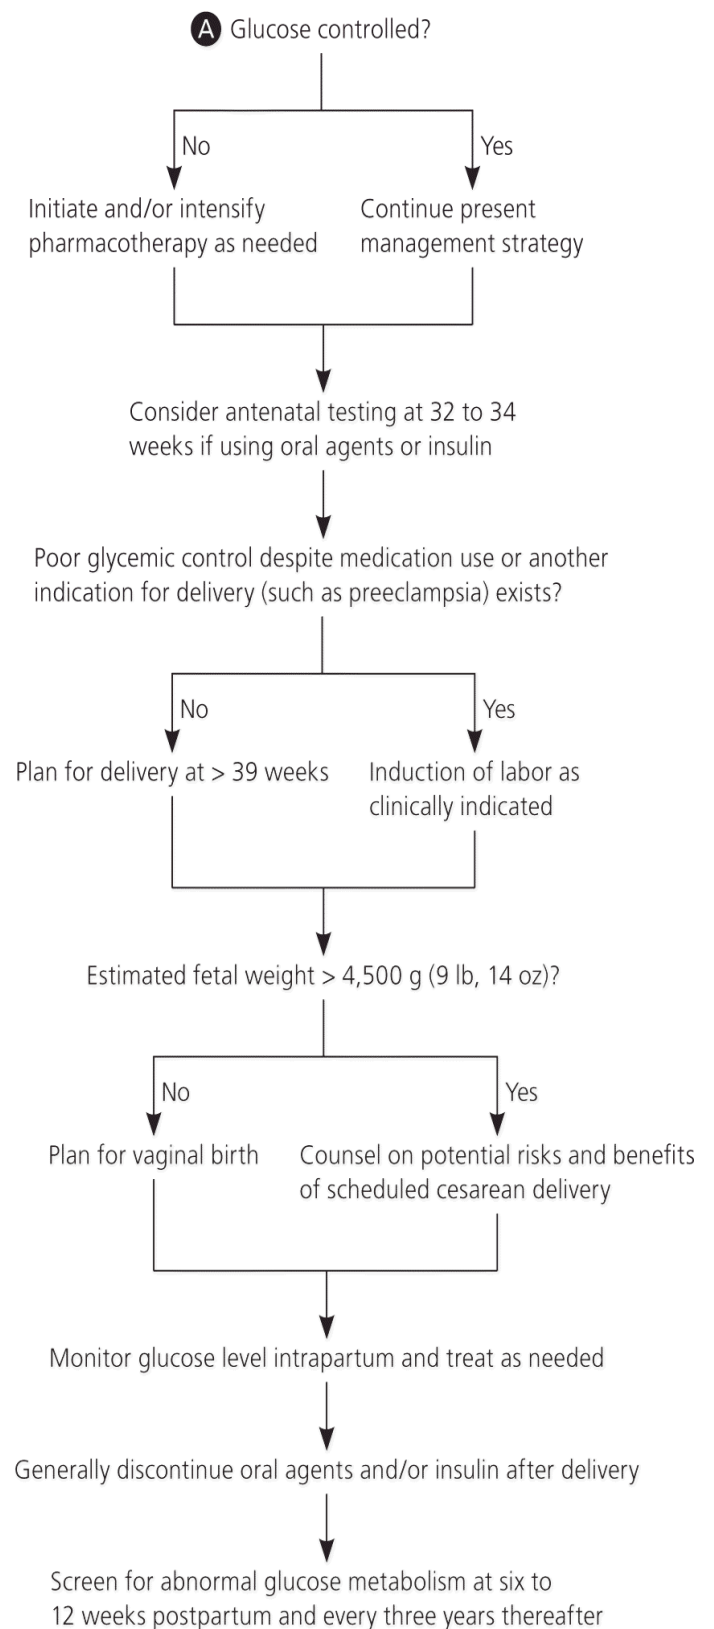 A Glucose controlled?
No
Yes
Initiate and/or intensify
pharmacotherapy as needed
Continue present
management strategy
Consider antenatal testing at 32 to 34
weeks if using oral agents or insulin
Poor glycemic control despite medication use or another
indication for delivery (such as preeclampsia) exists?
No
Yes
Plan for delivery at > 39 weeks
Induction of labor as
clinically indicated
Estimated fetal weight > 4,500 g (9 lb, 14 oz)?
No
Yes
Plan for vaginal birth
Counsel on potential risks and benefits
of scheduled cesarean delivery
Monitor glucose level intrapartum and treat as needed
Generally discontinue oral agents and/or insulin after delivery
Screen for abnormal glucose metabolism at six to
12 weeks postpartum and every three years thereafter